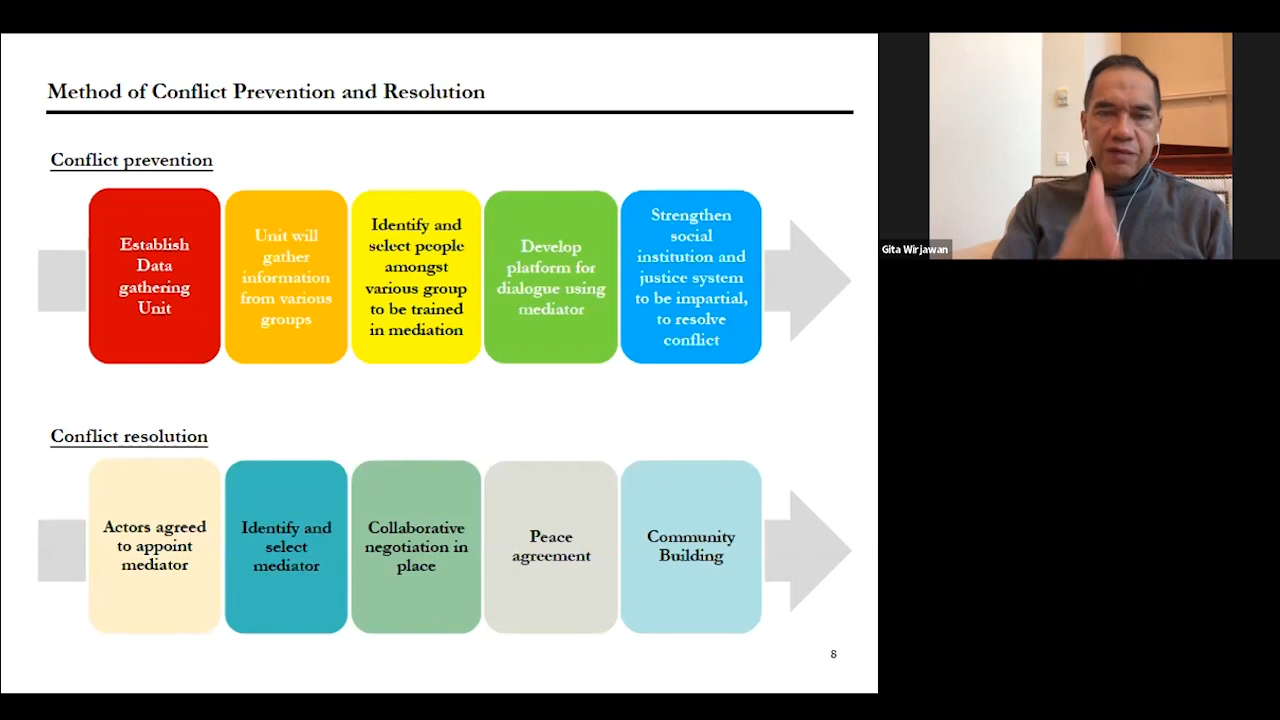 Method of Conflict Prevention and Resolution
Conflict prevention
Establish
Data
gathering
Unit
Unit will
gather
information
from various
groups
Identify and
select people
amongst
various group
to be trained
in mediation
Develop
platform for
dialogue using
mediator
Strengthen
social
institution and
justice system
to be impartial,
to resolve
conflict
Conflict resolution
Actors agreed
to appoint
mediator
Identify and
select
mediator
Collaborative
negotiation in
place
Peace
agreement
Community
Building
8
Gita Wirjawan